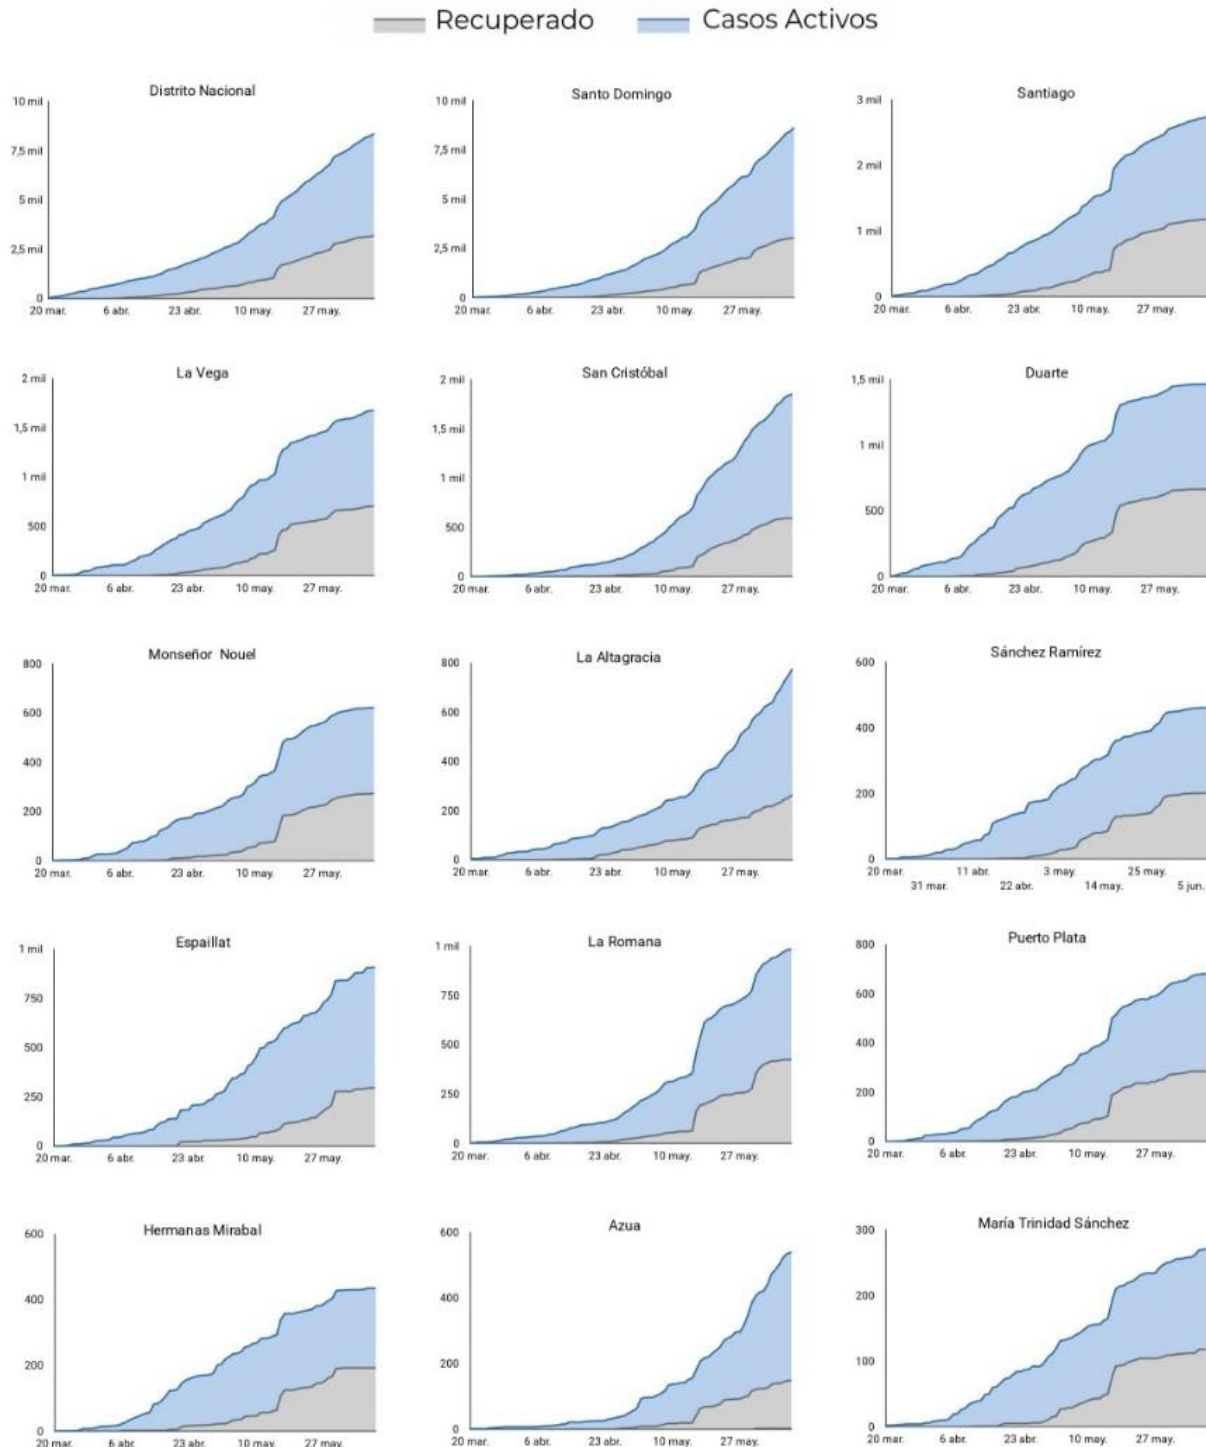 Recuperado Casos Activos
Distrito Nacional
10 mil
7,5 mil
5 mil
2,5 mil
0
20 mar. 6 abr. 23 abr. 10 may. 27 may.
Santo Domingo
10 mil
7,5 mil
5 mil
2,5 mil
0
20 mar. 6 abr. 23 abr. 10 may. 27 may.
Santiago
3 mil
2 mil
1 mil
0
20 mar. 6 abr. 23 abr. 10 may. 27 may.
La Vega
2 mil
1,5 mil
1 mil
500
0
20 mar. 6 abr. 23 abr. 10 may. 27 may.
San Cristóbal
2 mil
1,5 mil
1 mil
500
0
20 mar. 6 abr. 23 abr. 10 may. 27 may.
Duarte
1,5 mil
1 mil
500
0
20 mar. 6 abr. 23 abr. 10 may. 27 may.
Monseñor Nouel
800
600
400
200
0
20 mar. 6 abr. 23 abr. 10 may. 27 may.
La Altagracia
800
600
400
200
0
20 mar. 6 abr. 23 abr. 10 may. 27 may.
Sánchez Ramírez
600
400
200
0
20 mar. 11 abr. 3 may. 25 may.
31 mar. 22 abr. 14 may. 5 jun.
Espaillat
1 mil
750
500
250
0
20 mar. 6 abr. 23 abr. 10 may. 27 may.
La Romana
1 mil
750
500
250
0
20 mar. 6 abr. 23 abr. 10 may. 27 may.
Puerto Plata
800
600
400
200
0
20 mar. 6 abr. 23 abr. 10 may. 27 may.
Hermanas Mirabal
600
400
200
0
20 mar. 6 abr. 23 abr. 10 may. 27 may.
Azua
600
400
200
0
20 mar. 6 abr. 23 abr. 10 may. 27 may.
María Trinidad Sánchez
300
200
100
0
20 mar. 6 abr. 23 abr. 10 may. 27 may.